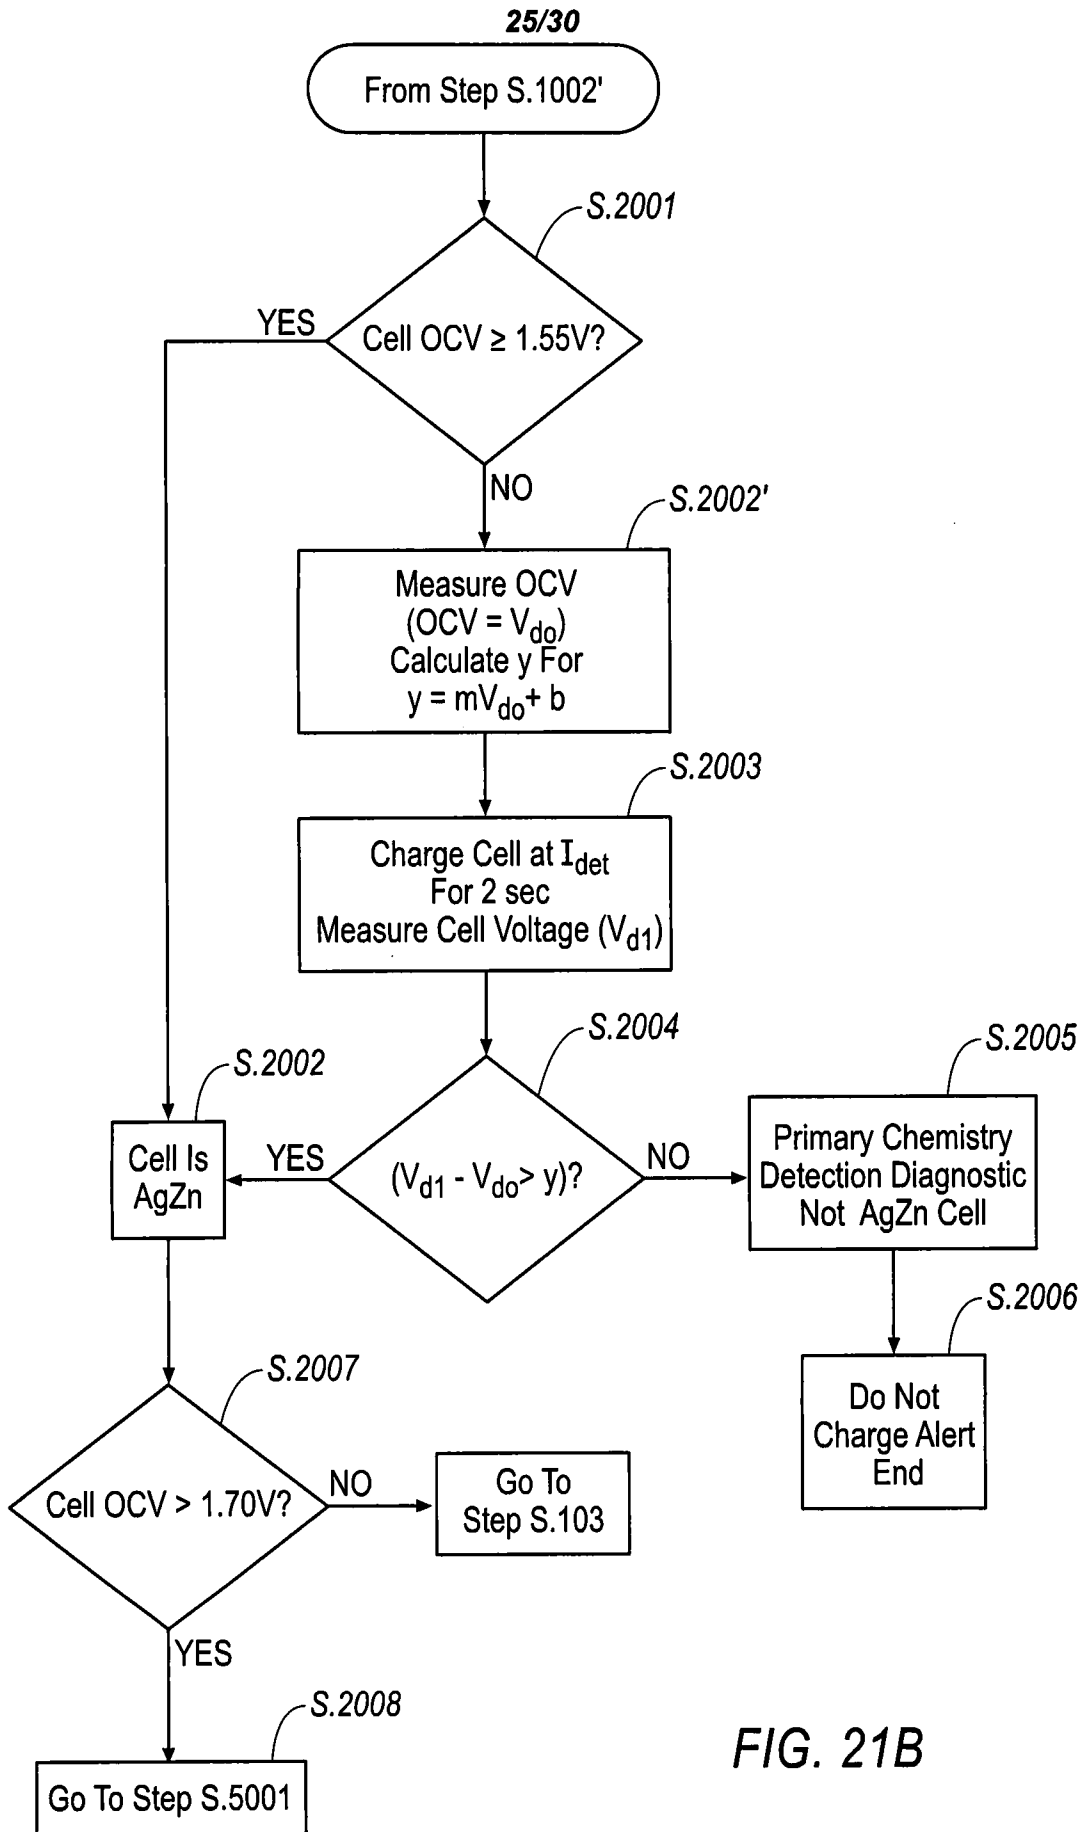 25/30
From Step S.1002'
S.2001
Cell OCV ≥ 1.55V?
YES
NO
S.2002'
Measure OCV
(OCV = Vdo)
Calculate y For
y = mVdo+ b
S.2003
Charge Cell at Idet
For 2 sec
Measure Cell Voltage (Vd1)
S.2004
(Vd1 - Vdo> y)?
YES
NO
S.2002
Cell Is
AgZn
S.2005
Primary Chemistry
Detection Diagnostic
Not AgZn Cell
S.2006
Do Not
Charge Alert
End
S.2007
Cell OCV > 1.70V?
NO
Go To
Step S.103
YES
S.2008
Go To Step S.5001
FIG. 21B